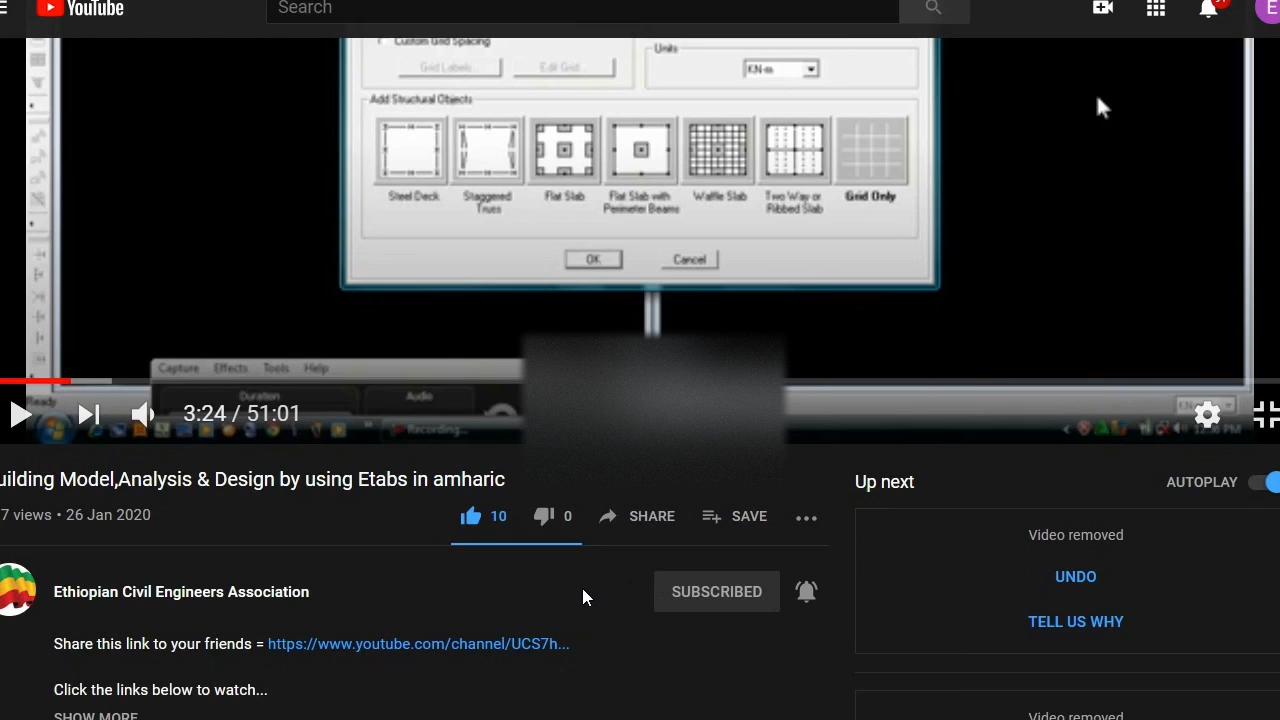 YouTube
Search
E
Custom Grid Spacing
Grid Labels...
Edit Grid...
Units
KN-m
Add Structural Objects
Steel Deck
Staggered Truss
Flat Slab
Flat Slab with Perimeter Beams
Waffle Slab
Two Way or Ribbed Slab
Grid Only
OK
Cancel
Capture Effects Tools Help
Duration
Audio
Ready
3:24 / 51:01
Recording...
uilding Model,Analysis & Design by using Etabs in amharic
7 views • 26 Jan 2020
10
0
SHARE
SAVE
Up next
AUTOPLAY
Video removed
UNDO
TELL US WHY
Ethiopian Civil Engineers Association
SUBSCRIBED
Share this link to your friends = https://www.youtube.com/channel/UCS7h...
Click the links below to watch...
SHOW MORE
Video removed